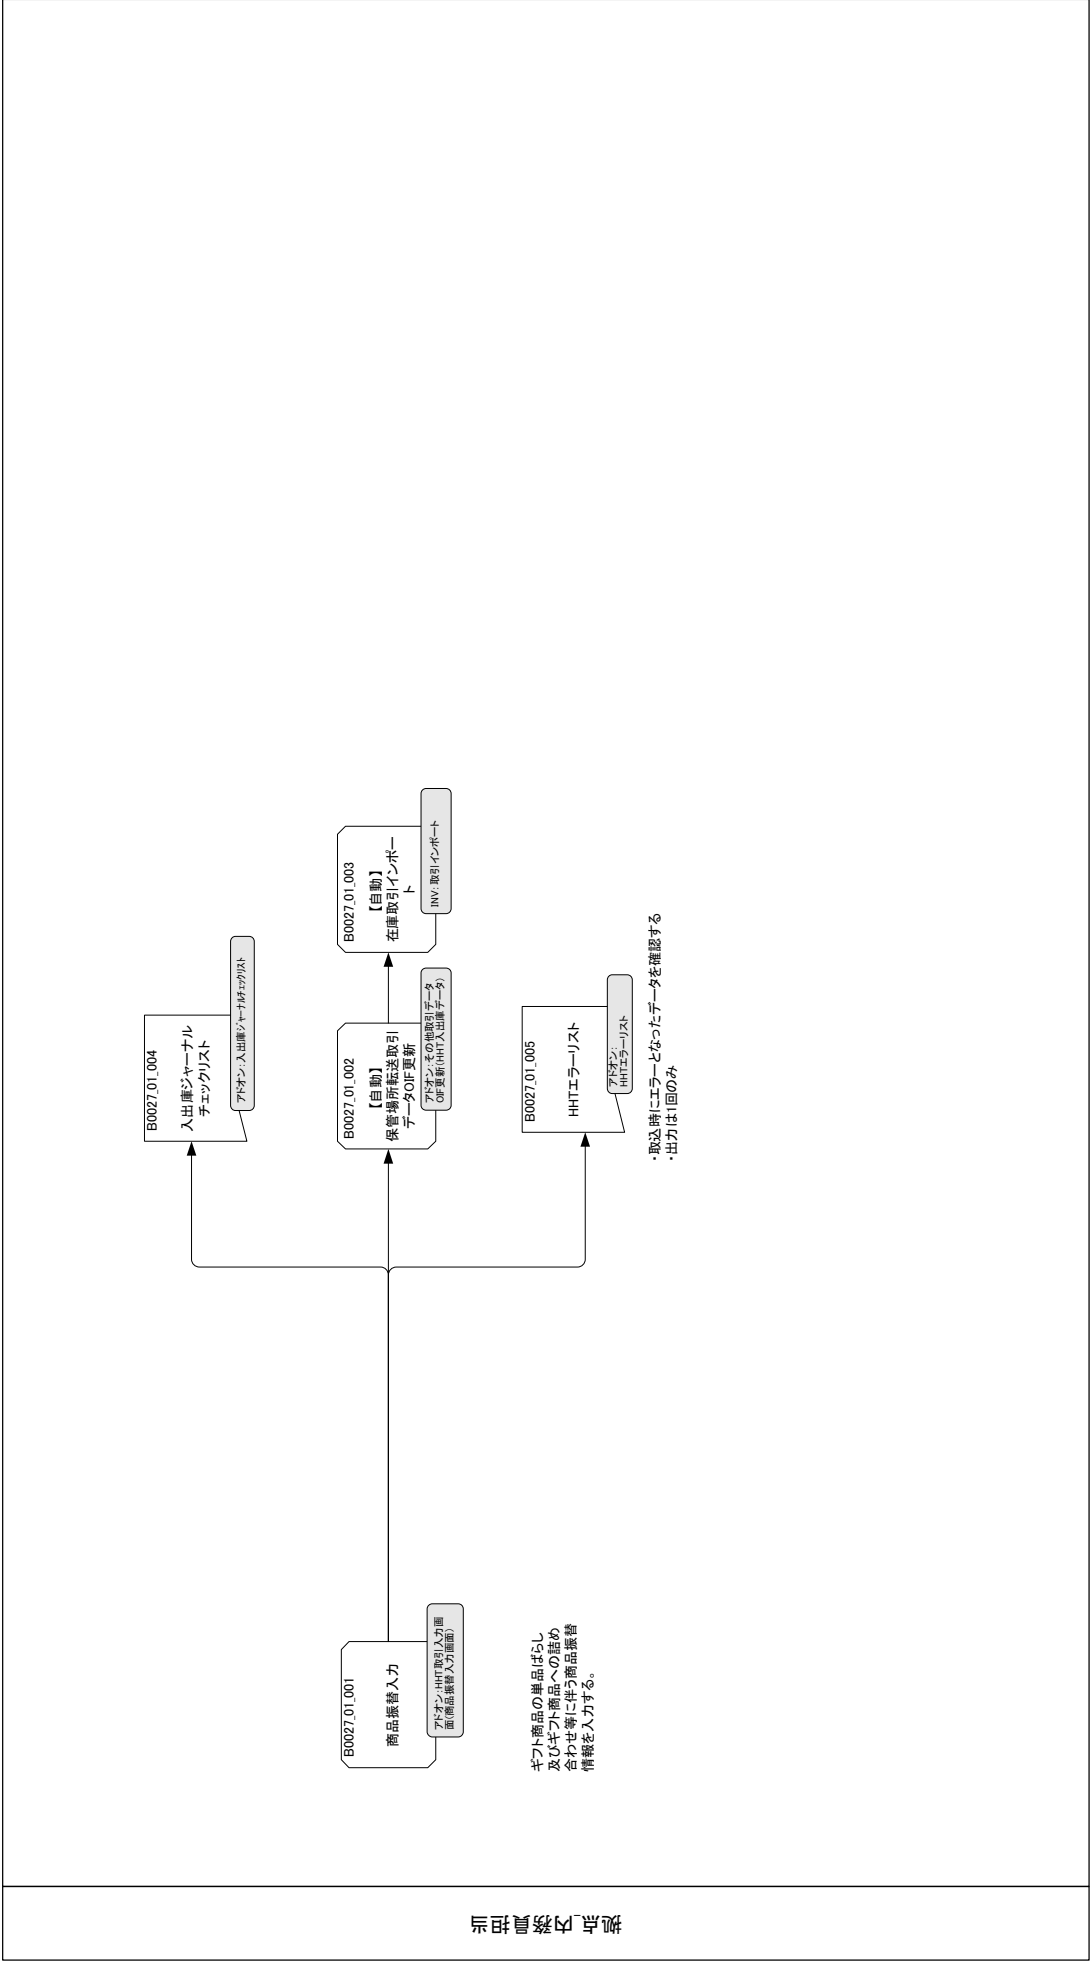 拠点_内務員担当
B0027_01_001
商品振替入力
アドオン:HHT取引入力画
面(商品振替入力画面)
ギフト商品の単品ばらし
及びギフト商品への詰め
合わせ等に伴う商品振替
情報を入力する。
B0027_01_004
入出庫ジャーナル
チェックリスト
アドオン:入出庫ジャーナルチェックリスト
B0027_01_002
【自動】
保管場所転送取引
データOIF更新
アドオン:その他取引データ
OIF更新(HHT入出庫データ)
B0027_01_003
【自動】
在庫取引インポー
ト
INV:取引インポート
B0027_01_005
HHTエラーリスト
アドオン:
HHTエラーリスト
・取込時にエラーとなったデータを確認する
・出力は1回のみ